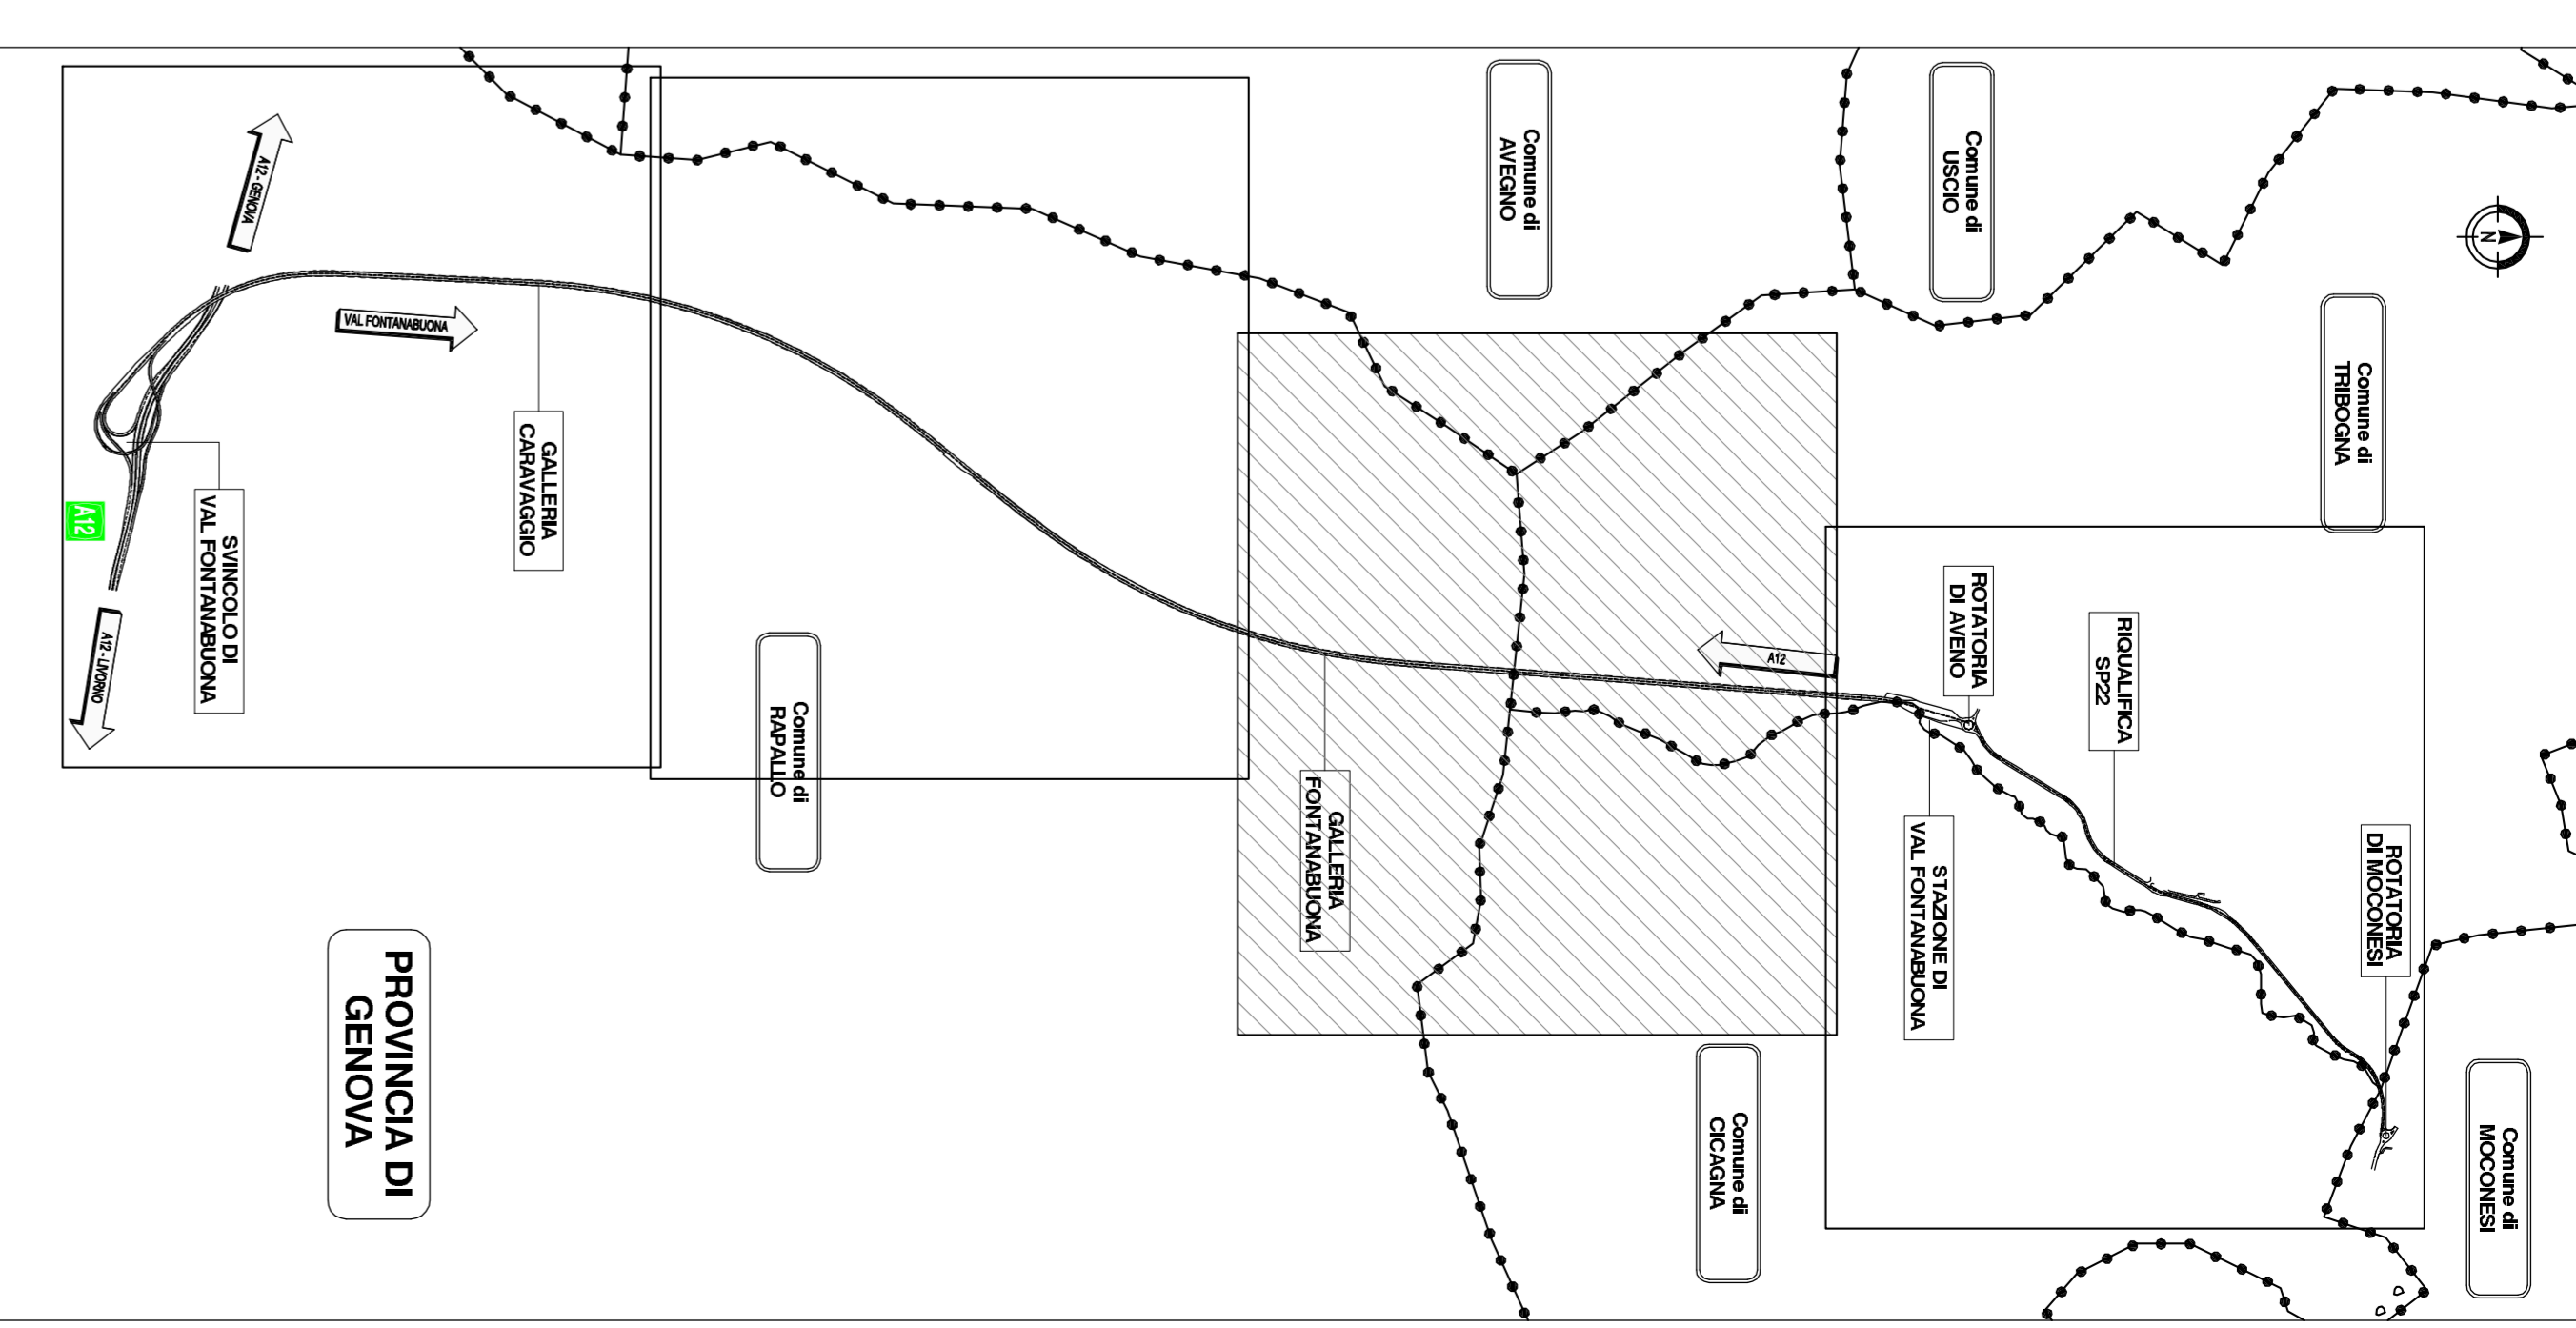 Comune di
AVEGNO
Comune di
USCIO
Comune di
TRIBOGNA
N
A12 - GENOVA
VAL FONTANABUONA
GALLERIA
CARAVAGGIO
SVINCOLO DI
VAL FONTANABUONA
A12
A12 - LIVORNO
Comune di
RAPALLO
GALLERIA
FONTANABUONA
A12
ROTATORIA
DI AVENO
RIQUALIFICA
SP22
STAZIONE DI
VAL FONTANABUONA
ROTATORIA
DI MOCONESI
Comune di
CICAGNA
Comune di
MOCONESI
PROVINCIA DI
GENOVA